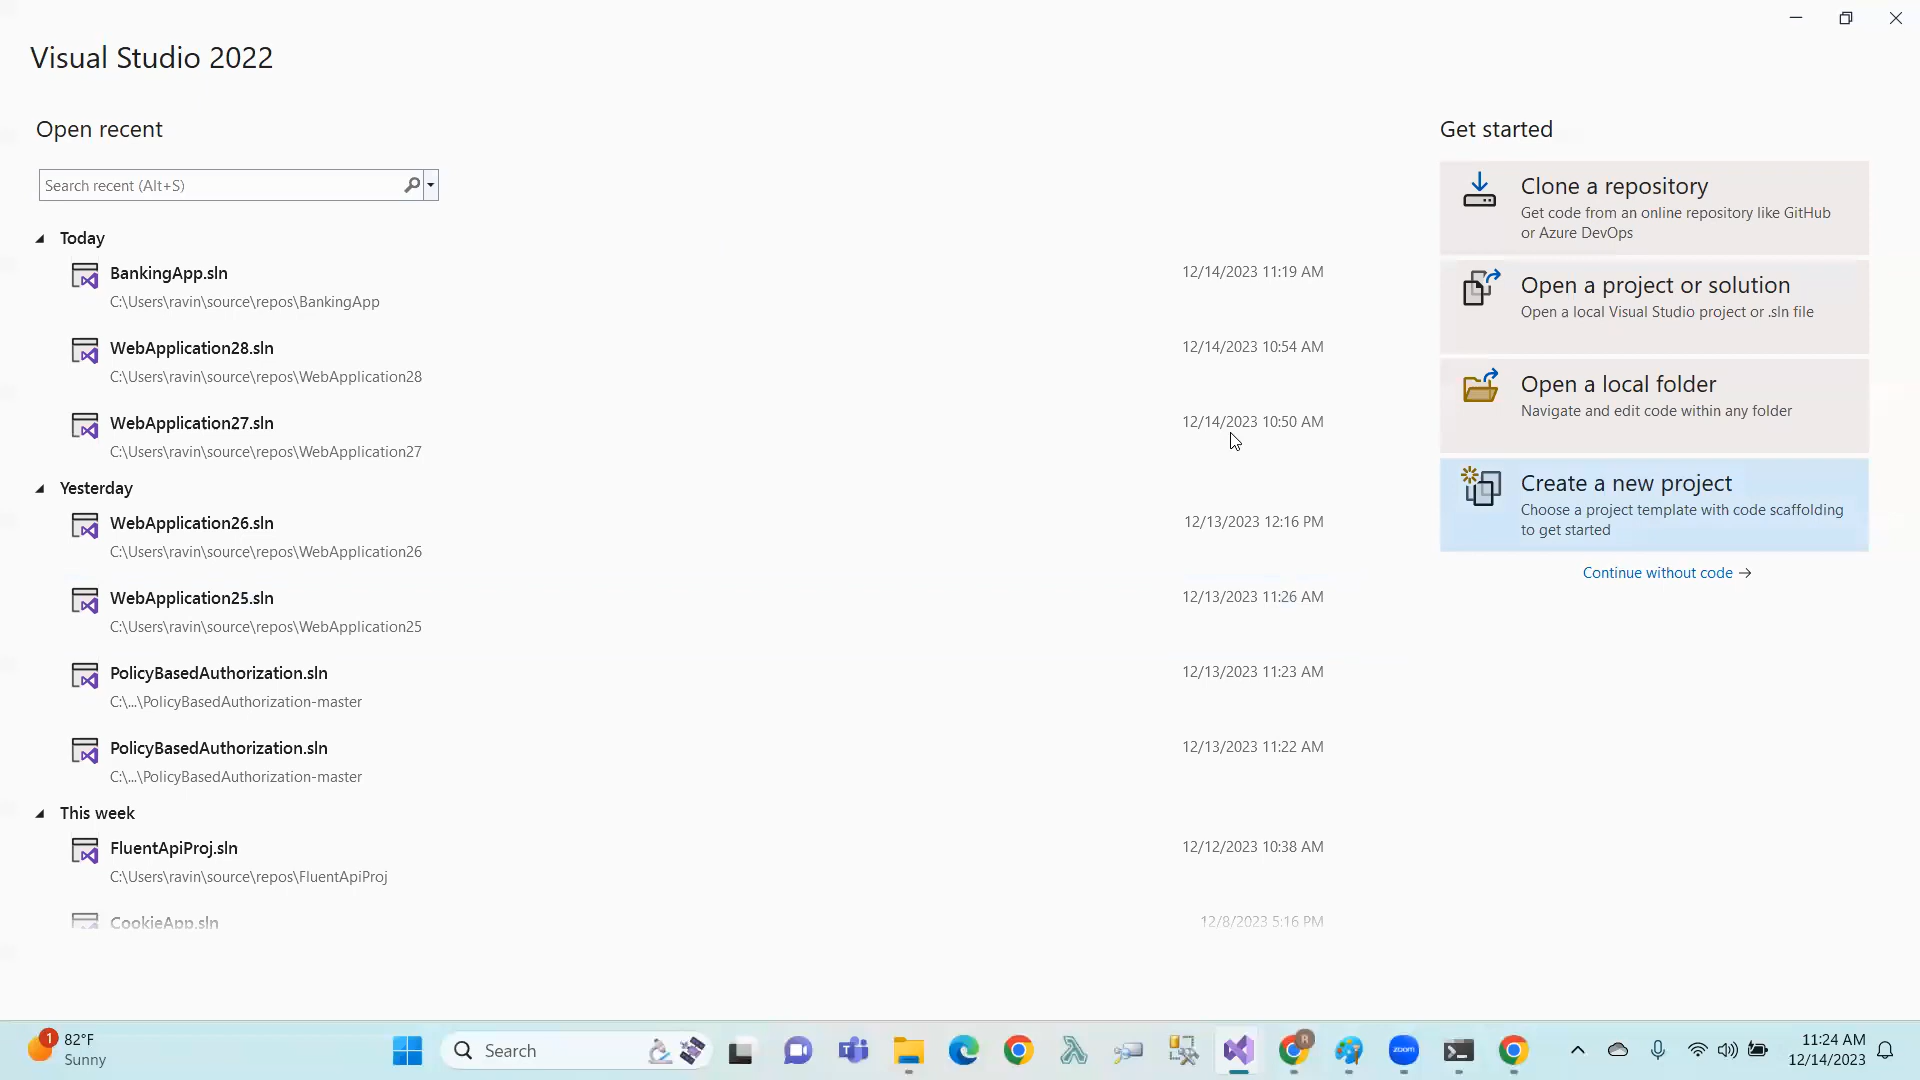 Visual Studio 2022
Open recent
Search recent (Alt+S)
Today
BankingApp.sln
12/14/2023 11:19 AM
C:\Users\ravin\source\repos\BankingApp
WebApplication28.sln
12/14/2023 10:54 AM
C:\Users\ravin\source\repos\WebApplication28
WebApplication27.sln
12/14/2023 10:50 AM
C:\Users\ravin\source\repos\WebApplication27
Yesterday
WebApplication26.sln
12/13/2023 12:16 PM
C:\Users\ravin\source\repos\WebApplication26
WebApplication25.sln
12/13/2023 11:26 AM
C:\Users\ravin\source\repos\WebApplication25
PolicyBasedAuthorization.sln
12/13/2023 11:23 AM
C:\...\PolicyBasedAuthorization-master
PolicyBasedAuthorization.sln
12/13/2023 11:22 AM
C:\...\PolicyBasedAuthorization-master
This week
FluentApiProj.sln
12/12/2023 10:38 AM
C:\Users\ravin\source\repos\FluentApiProj
CookieApp.sln
12/8/2023 5:16 PM
Get started
Clone a repository
Get code from an online repository like GitHub
or Azure DevOps
Open a project or solution
Open a local Visual Studio project or .sln file
Open a local folder
Navigate and edit code within any folder
Create a new project
Choose a project template with code scaffolding
to get started
Continue without code →
1
82°F
Sunny
Search
R
zoom
11:24 AM
12/14/2023